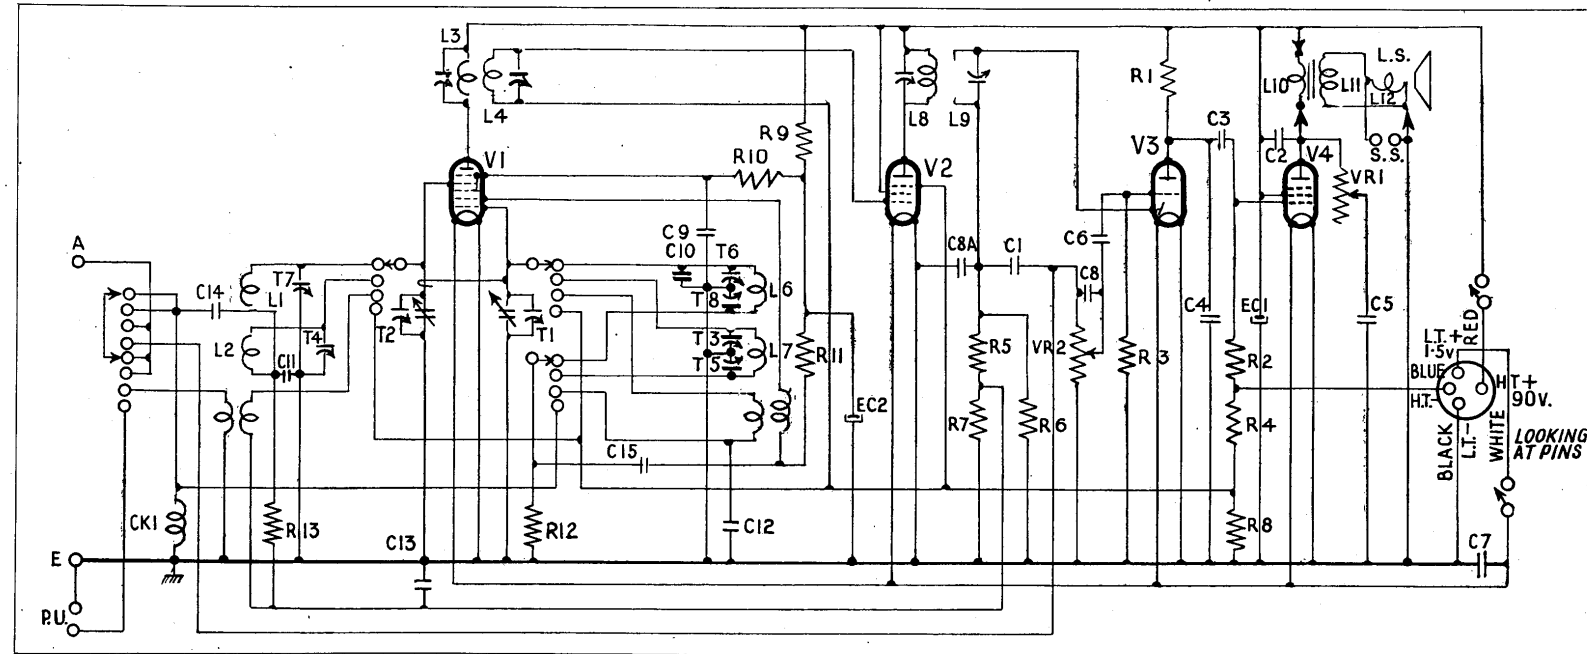 L3
L4
L8
L9
R1
L10
L11
L.S.
L12
R9
V1
R10
V2
V3
C3
C2
V4
S.S.
VR1
A
C9
C10
T6
C8A
C1
C6
C8
T7
C14
L1
T8
L6
C4
EC1
C5
RED
T2
T1
L2
T4
C11
T3
T5
L7
R11
R5
VR2
R3
R2
L.T.+
1·5v
BLUE
H.T.-
HT+
90V.
EC2
R7
R6
R4
BLACK
L.T.-
WHITE
LOOKING
AT PINS
C15
CK1
R13
C13
R12
C12
R8
C7
E
P.U.